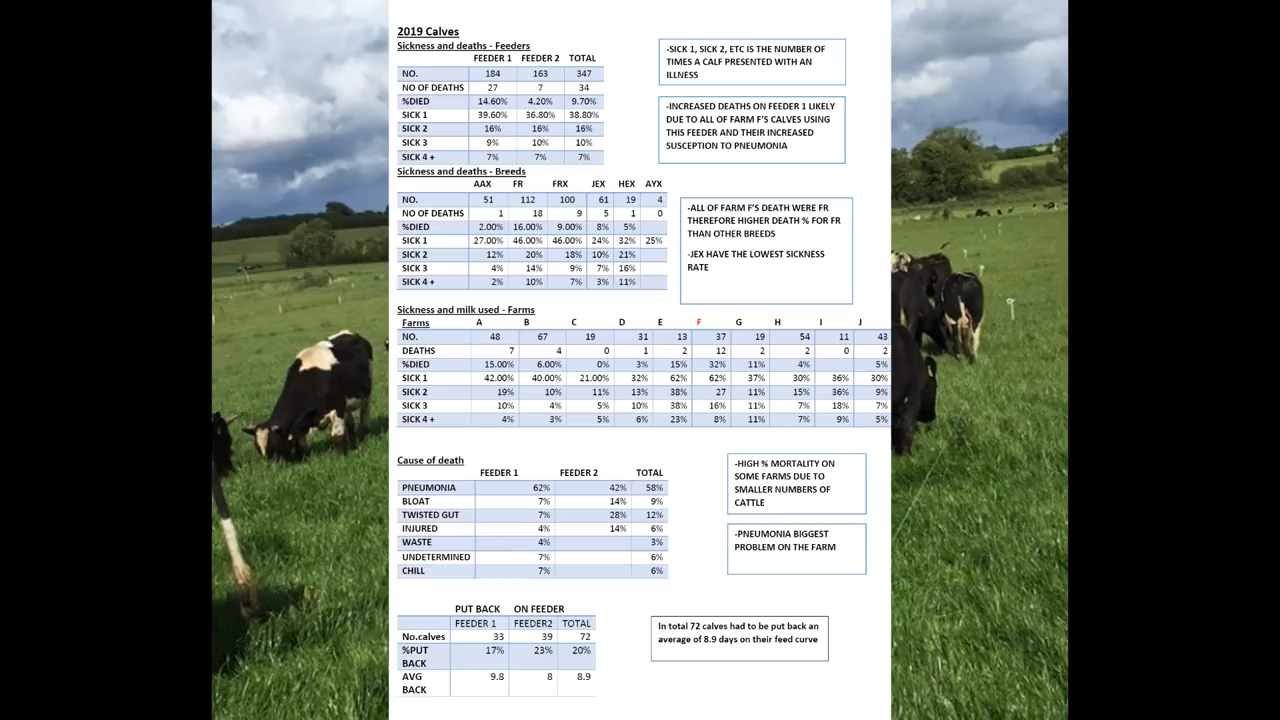 2019 Calves
Sickness and deaths - Feeders
FEEDER 1 FEEDER 2 TOTAL
NO. 184 163 347
NO OF DEATHS 27 7 34
%DIED 14.60% 4.20% 9.70%
SICK 1 39.60% 36.80% 38.80%
SICK 2 16% 16% 16%
SICK 3 9% 10% 10%
SICK 4 + 7% 7% 7%
-SICK 1, SICK 2, ETC IS THE NUMBER OF
TIMES A CALF PRESENTED WITH AN
ILLNESS
-INCREASED DEATHS ON FEEDER 1 LIKELY
DUE TO ALL OF FARM F'S CALVES USING
THIS FEEDER AND THEIR INCREASED
SUSCEPTION TO PNEUMONIA
Sickness and deaths - Breeds
AAX FR FRX JEX HEX AYX
NO. 51 112 100 61 19 4
NO OF DEATHS 1 18 9 5 1 0
%DIED 2.00% 16.00% 9.00% 8% 5%
SICK 1 27.00% 46.00% 46.00% 24% 32% 25%
SICK 2 12% 20% 18% 10% 21%
SICK 3 4% 14% 9% 7% 16%
SICK 4 + 2% 10% 7% 3% 11%
-ALL OF FARM F'S DEATH WERE FR
THEREFORE HIGHER DEATH % FOR FR
THAN OTHER BREEDS
-JEX HAVE THE LOWEST SICKNESS
RATE
Sickness and milk used - Farms
Farms A B C D E F G H I J
NO. 48 67 19 31 13 37 19 54 11 43
DEATHS 7 4 0 1 2 12 2 2 0 2
%DIED 15.00% 6.00% 0% 3% 15% 32% 11% 4% 5%
SICK 1 42.00% 40.00% 21.00% 32% 62% 62% 37% 30% 36% 30%
SICK 2 19% 10% 11% 13% 38% 27 11% 15% 36% 9%
SICK 3 10% 4% 5% 10% 38% 16% 11% 7% 18% 7%
SICK 4 + 4% 3% 5% 6% 23% 8% 11% 7% 9% 5%
Cause of death
FEEDER 1 FEEDER 2 TOTAL
PNEUMONIA 62% 42% 58%
BLOAT 7% 14% 9%
TWISTED GUT 7% 28% 12%
INJURED 4% 14% 6%
WASTE 4% 3%
UNDETERMINED 7% 6%
CHILL 7% 6%
-HIGH % MORTALITY ON
SOME FARMS DUE TO
SMALLER NUMBERS OF
CATTLE
-PNEUMONIA BIGGEST
PROBLEM ON THE FARM
PUT BACK ON FEEDER
FEEDER 1 FEEDER2 TOTAL
No.calves 33 39 72
%PUT
BACK 17% 23% 20%
AVG
BACK 9.8 8 8.9
In total 72 calves had to be put back an
average of 8.9 days on their feed curve